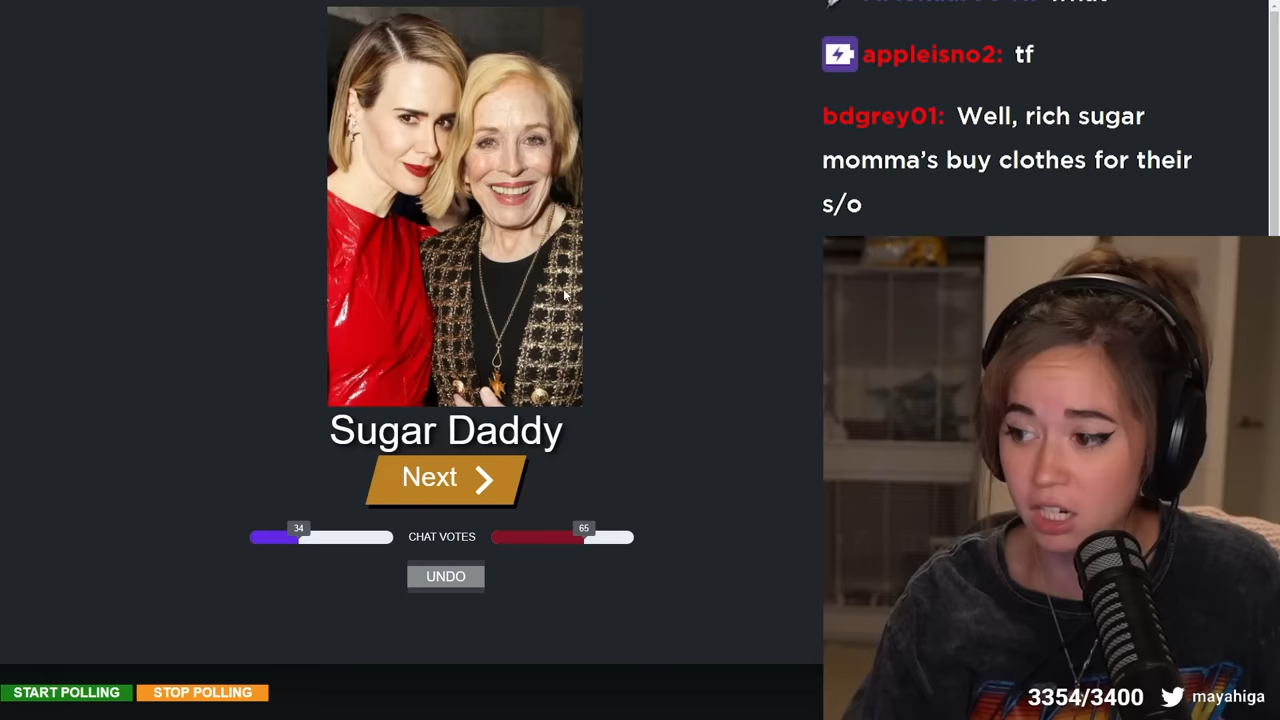 appleisno2: tf
bdgrey01: Well, rich sugar
momma's buy clothes for their
s/o
Sugar Daddy
Next
34
CHAT VOTES
65
UNDO
START POLLING
STOP POLLING
3354/3400
mayahiga